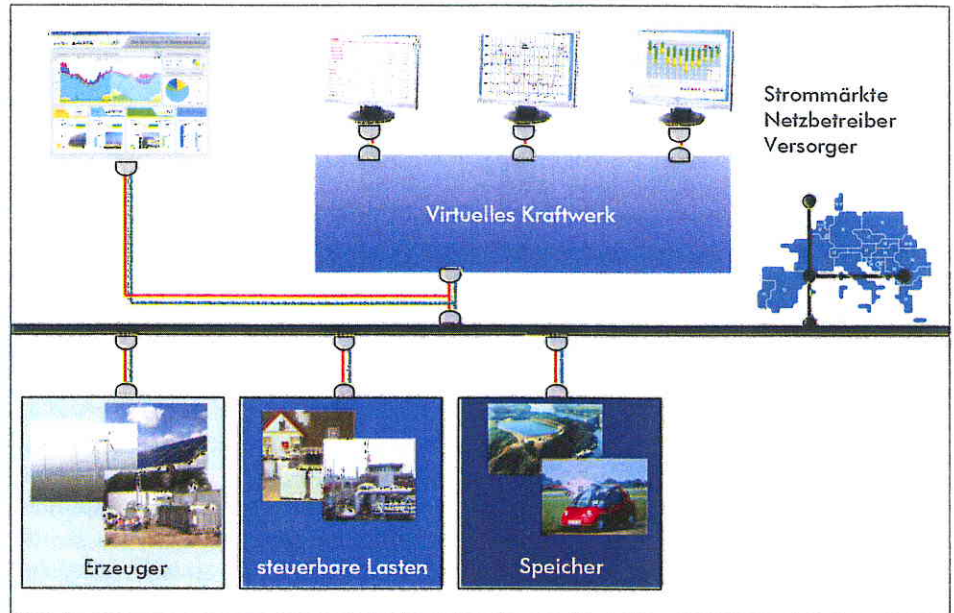 Virtuelles Kraftwerk
Strommärkte
Netzbetreiber
Versorger
Erzeuger
steuerbare Lasten
Speicher